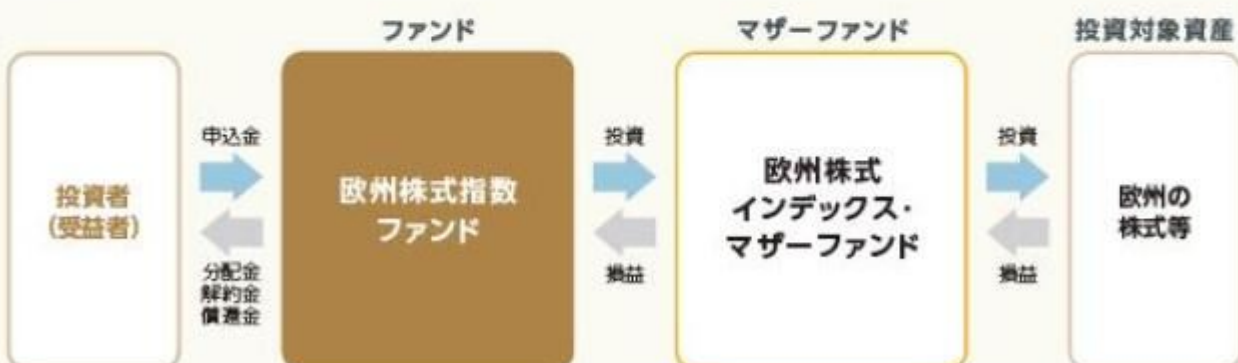 ファンド
マザーファンド
投資対象資産
投資者
(受益者)
申込金
分配金
解約金
償還金
欧州株式指数
ファンド
投資
損益
欧州株式
インデックス・
マザーファンド
投資
損益
欧州の
株式等